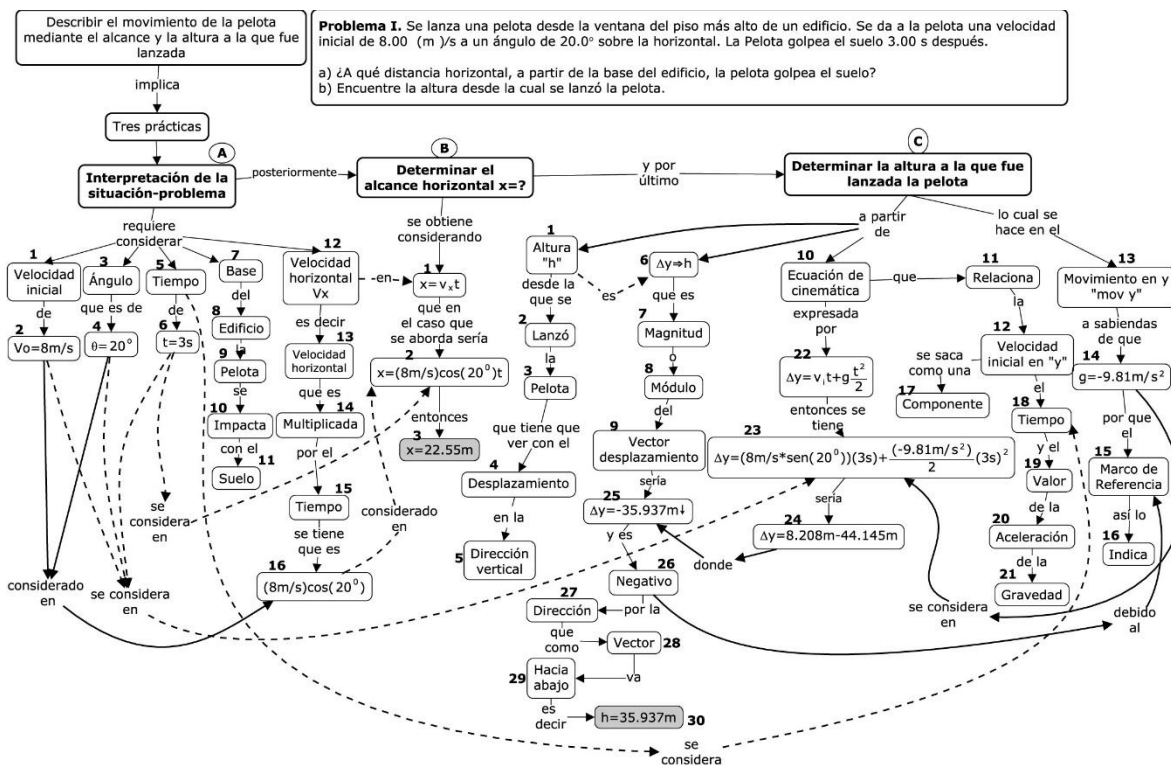 Describir el movimiento de la pelota
mediante el alcance y la altura a la que fue
lanzada
Problema I. Se lanza una pelota desde la ventana del piso más alto de un edificio. Se da a la pelota una velocidad
inicial de 8.00 (m )/s a un ángulo de 20.0° sobre la horizontal. La Pelota golpea el suelo 3.00 s después.
a) ¿A qué distancia horizontal, a partir de la base del edificio, la pelota golpea el suelo?
b) Encuentre la altura desde la cual se lanzó la pelota.
implica
Tres prácticas
A
Interpretación de la
situación-problema
posteriormente
B
Determinar el
alcance horizontal x=?
y por
último
C
Determinar la altura a la que fue
lanzada la pelota
requiere
considerar
1
Velocidad
inicial
de
2
Vo=8m/s
3
Ángulo
que es de
4
θ=20°
5
Tiempo
de
6
t=3s
7
Base
del
8
Edificio
la
9
Pelota
se
10
Impacta
con el
11
Suelo
12
Velocidad
horizontal
Vx
en
es decir
13
Velocidad
horizontal
que es
14
Multiplicada
por el
15
Tiempo
se tiene
que es
16
(8m/s)cos(20⁰)
considerado
en
se considera
en
se
considera
en
considerado
en
se obtiene
considerando
1
x=vₓt
que en
el caso que
se aborda sería
2
x=(8m/s)cos(20⁰)t
entonces
3
x=22.55m
a partir
de
lo cual se
hace en el
1
Altura
"h"
es
desde la
que se
2
Lanzó
la
3
Pelota
que tiene que
ver con el
4
Desplazamiento
en la
5
Dirección
vertical
6
Δy⇒h
que es
7
Magnitud
o
8
Módulo
del
9
Vector
desplazamiento
sería
25
Δy=-35.937m↓
y es
26
Negativo
por la
27
Dirección
que
como
28
Vector
va
29
Hacia
abajo
es
decir
30
h=35.937m
10
Ecuación de
cinemática
que
expresada
por
22
Δy=vᵢt+g t²/2
entonces se
tiene
23
Δy=(8m/s*sen(20⁰))(3s)+(-9.81m/s²)/2 (3s)²
sería
24
Δy=8.208m-44.145m
donde
11
Relaciona
la
12
Velocidad
inicial en "y"
se saca
como una
17
Componente
el
18
Tiempo
y el
19
Valor
de la
20
Aceleración
de la
21
Gravedad
13
Movimiento en y
"mov y"
a sabiendas
de que
14
g=-9.81m/s²
por que
el
15
Marco de
Referencia
así lo
16
Indica
se considera
en
debido
al
se
considera